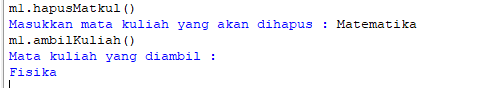 m1.hapusMatkul()
Masukkan mata kuliah yang akan dihapus : Matematika
m1.ambilKuliah()
Mata kuliah yang diambil :
Fisika